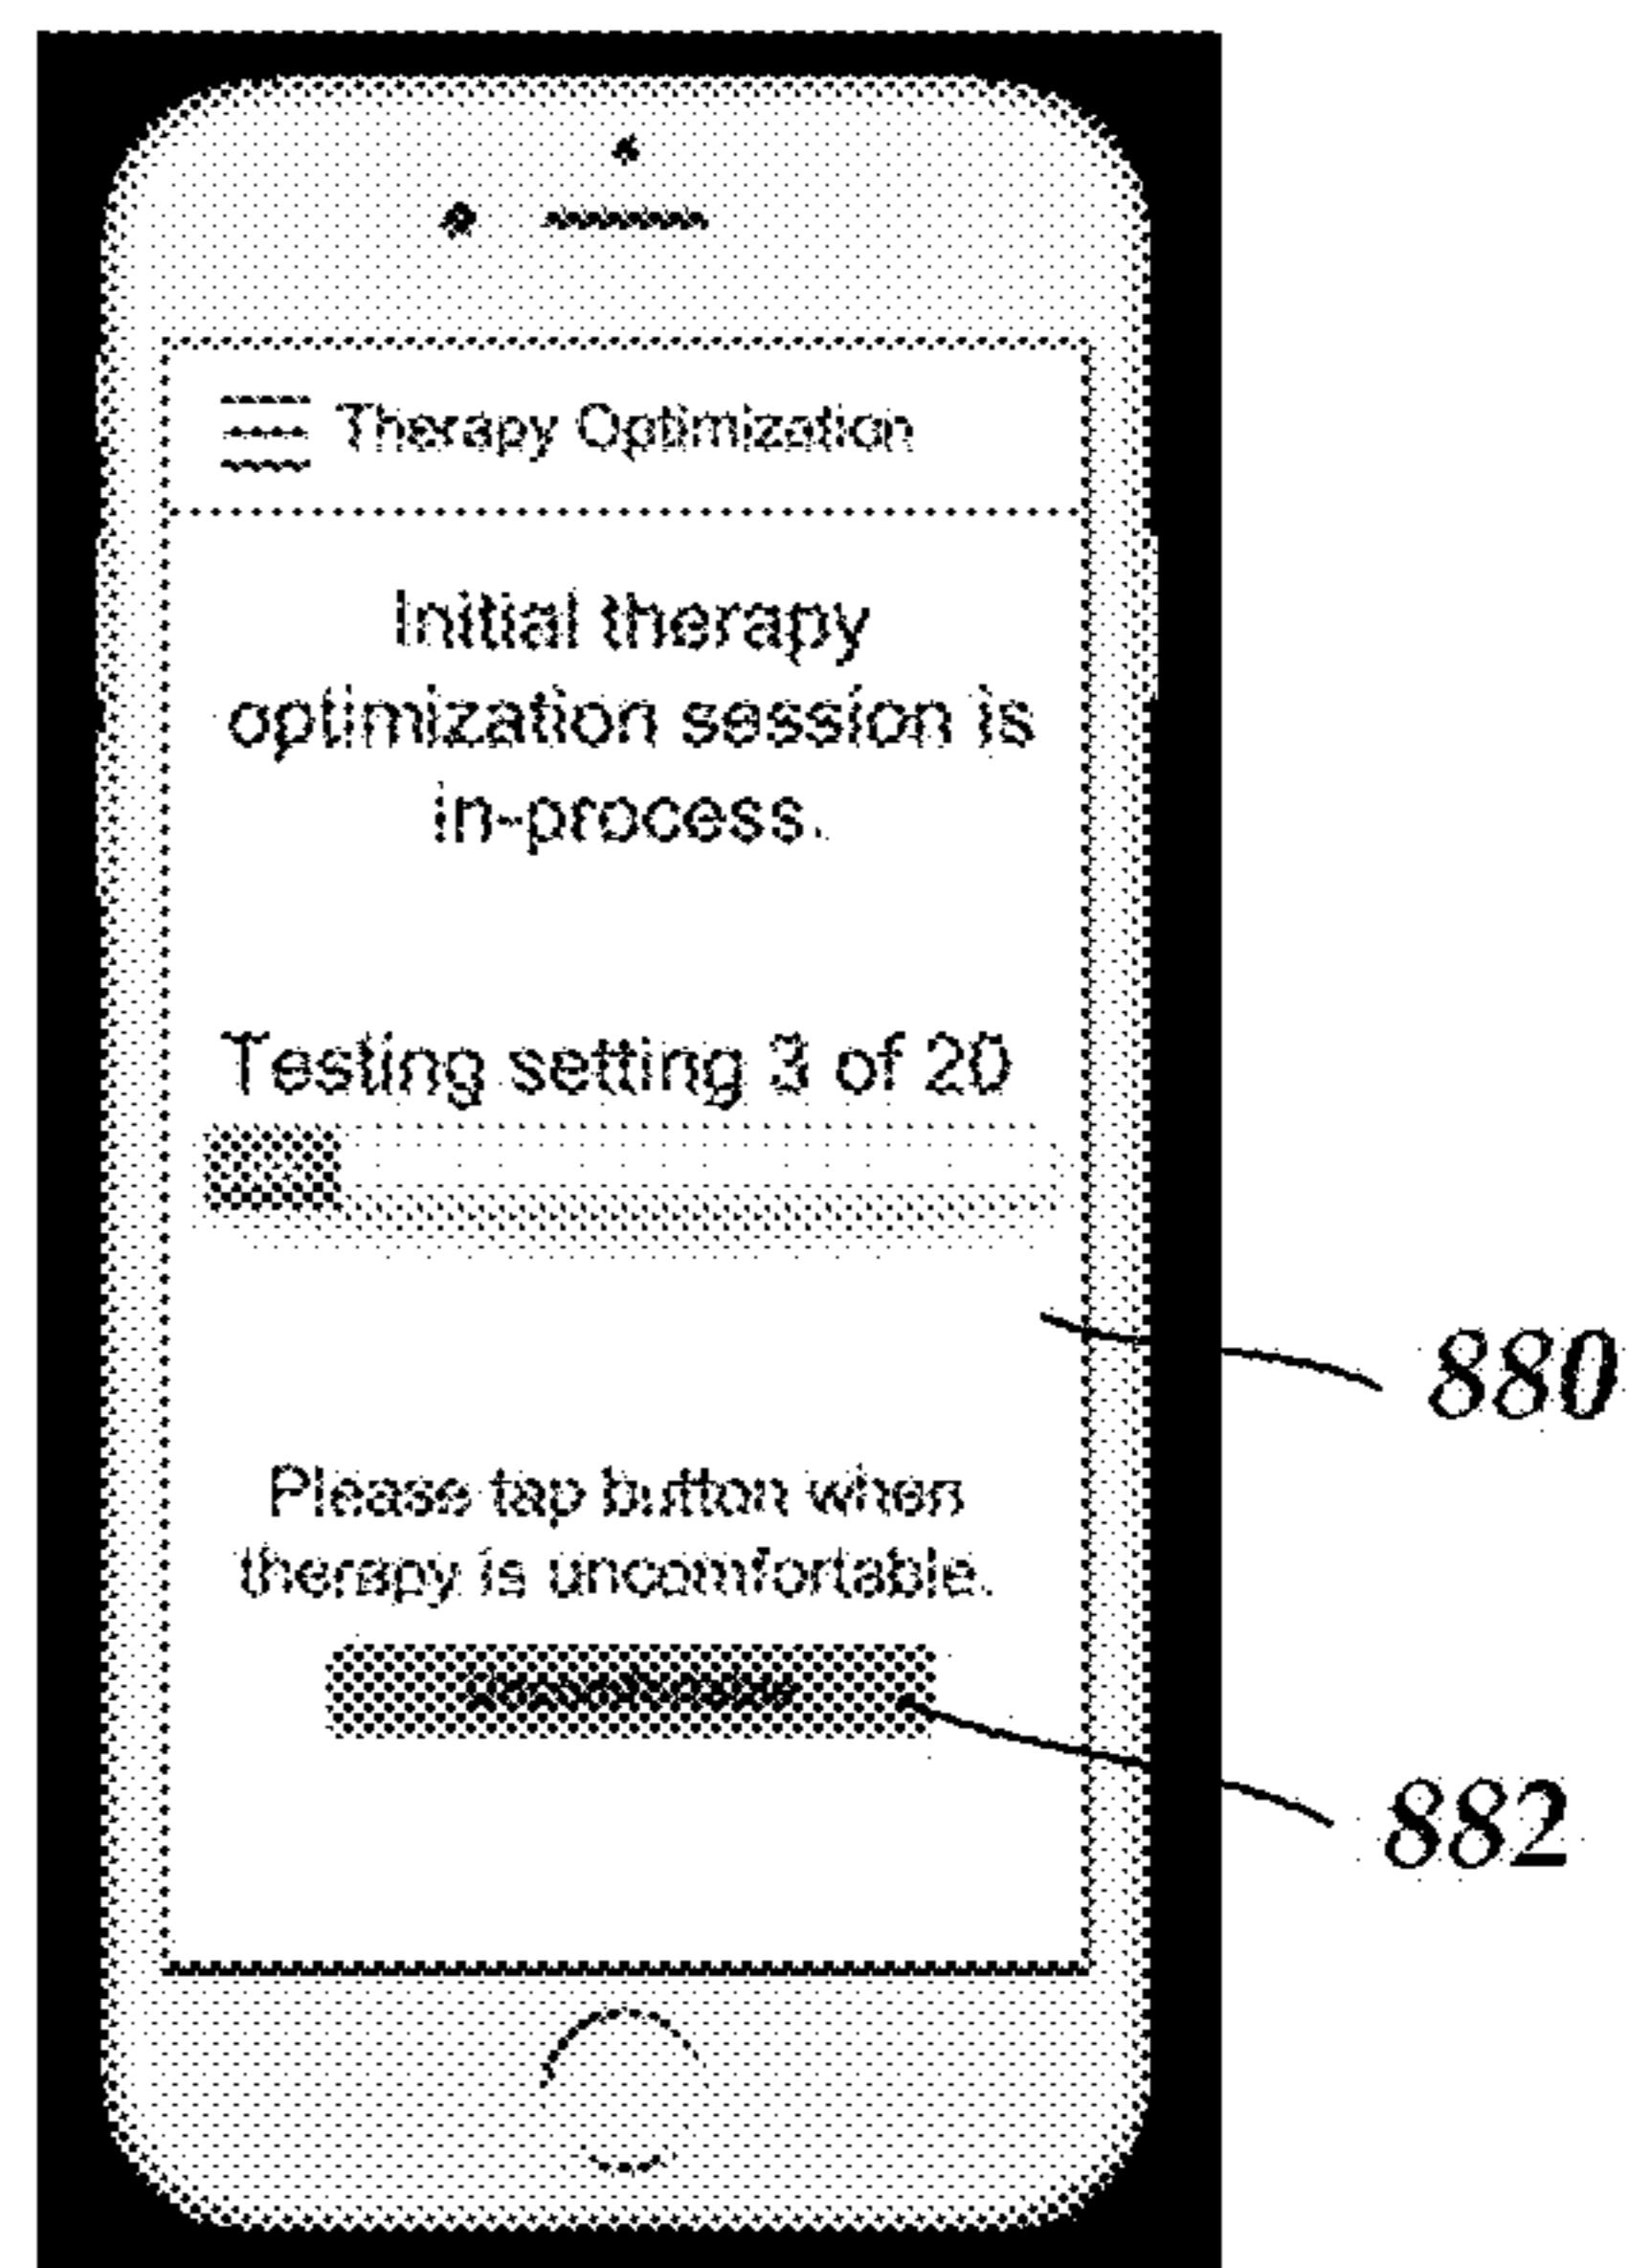 Therapy Optimization
Initial therapy
optimization session is
in-process.
Testing setting 3 of 20
880
Please tap button when
therapy is uncomfortable.
882